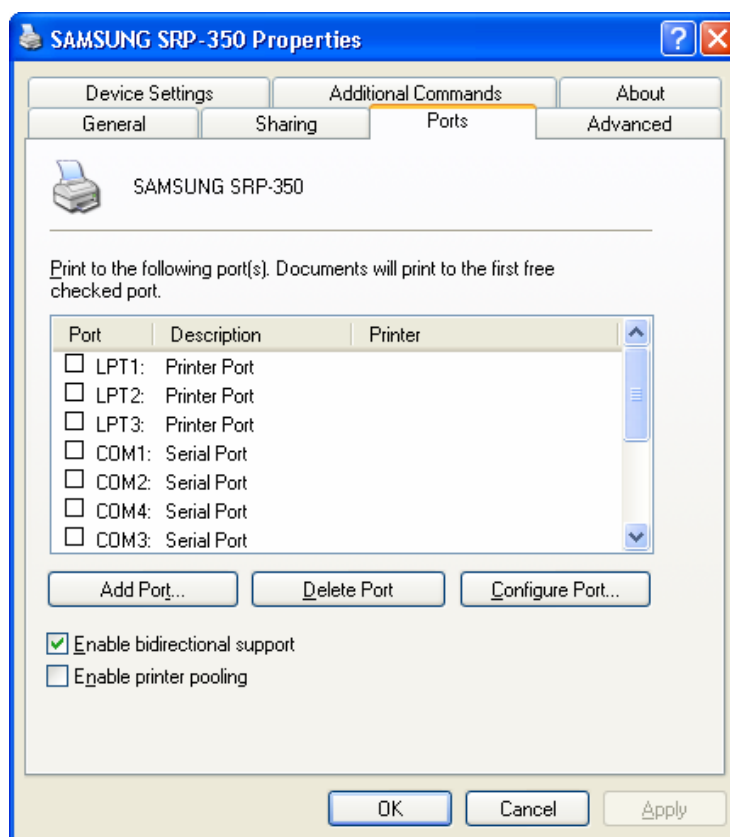 SAMSUNG SRP-350 Properties
?
Device Settings Additional Commands About
General Sharing Ports Advanced
SAMSUNG SRP-350
Print to the following port(s). Documents will print to the first free
checked port.
Port Description Printer
LPT1: Printer Port
LPT2: Printer Port
LPT3: Printer Port
COM1: Serial Port
COM2: Serial Port
COM4: Serial Port
COM3: Serial Port
Add Port... Delete Port Configure Port...
Enable bidirectional support
Enable printer pooling
OK Cancel Apply